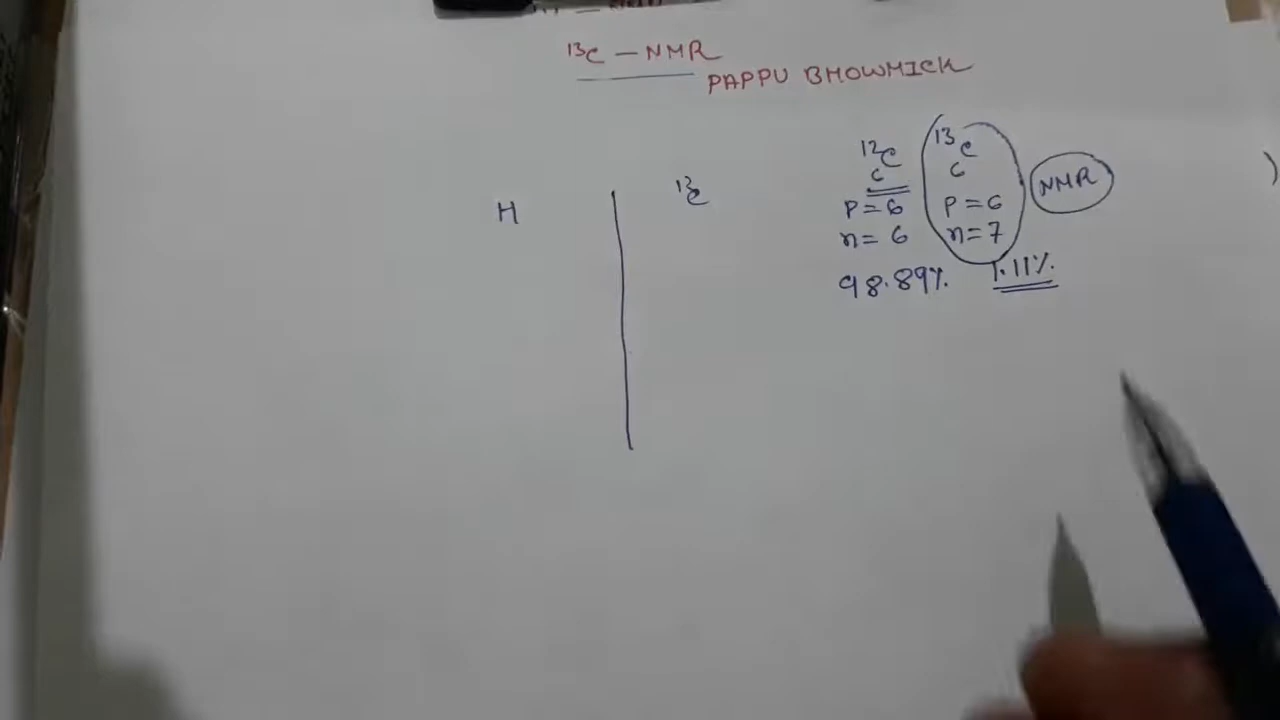 ¹³C – NMR
PAPPU BHOWMICK
H
¹³C
¹²C
6
P = 6
n = 6
98.89%.
¹³C
6
P = 6
n = 7
1.11%.
NMR
)